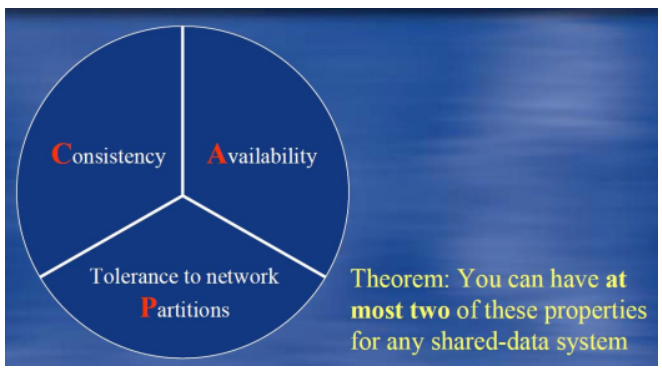 Consistency
Availability
Tolerance to network
Partitions
Theorem: You can have at
most two of these properties
for any shared-data system